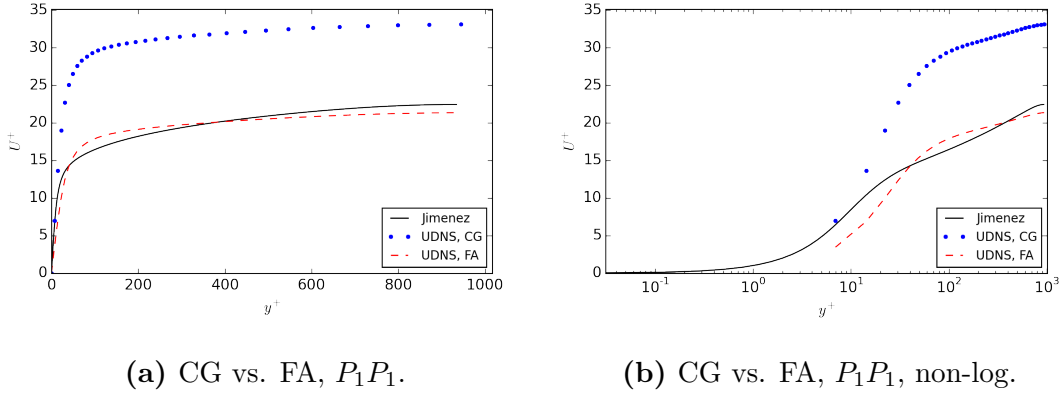 35
30
25
20
15
10
5
0
U⁺
0 200 400 600 800 1000
y⁺
Jimenez
UDNS, CG
UDNS, FA
35
30
25
20
15
10
5
0
U⁺
10⁻¹ 10⁰ 10¹ 10² 10³
y⁺
Jimenez
UDNS, CG
UDNS, FA
(a) CG vs. FA, P₁P₁.
(b) CG vs. FA, P₁P₁, non-log.